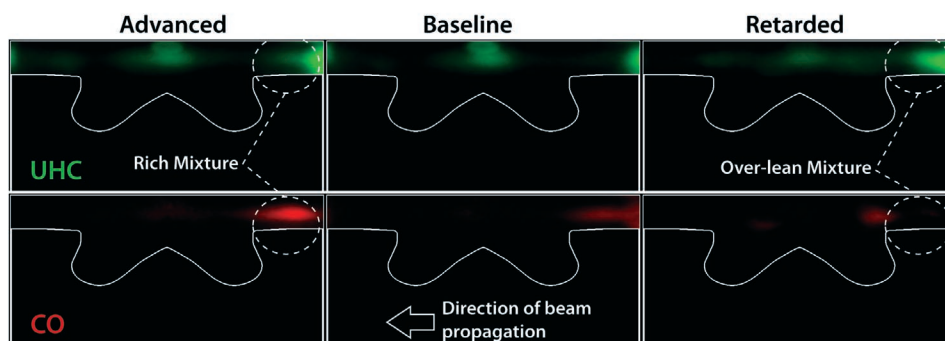 Advanced
Baseline
Retarded
UHC
Rich Mixture
Over-lean Mixture
CO
Direction of beam
propagation